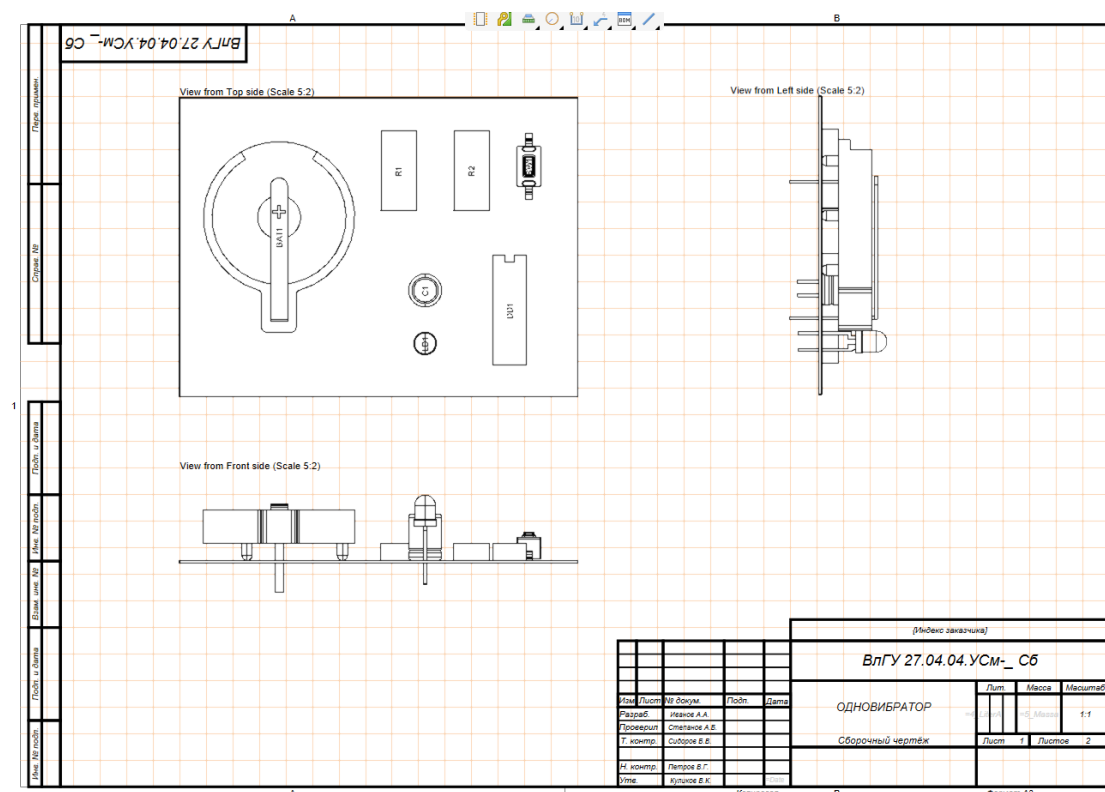 A
B
ВлГУ 27.04.04.УСм-_ Сб
View from Top side (Scale 5:2)
View from Left side (Scale 5:2)
Перв. примен.
R1
R2
Справ. №
BAT1
C1
DD1
LD1
1
Подп. и дата
View from Front side (Scale 5:2)
Инв. № подп.
Взам. инв. №
Подп. и дата
Инв. № подп.
[Индекс заказчика]
ВлГУ 27.04.04.УСм-_ Сб
Лит. Масса Масштаб
Изм Лист № докум. Подп. Дата
ОДНОВИБРАТОР
1:1
Разраб. Иванов А.А.
Проверил Степанов А.В.
Т. контр. Сидоров Б.В.
Сборочный чертёж
Лист 1 Листов 2
Н. контр. Петров В.Г.
Утв. Куликов Е.К.